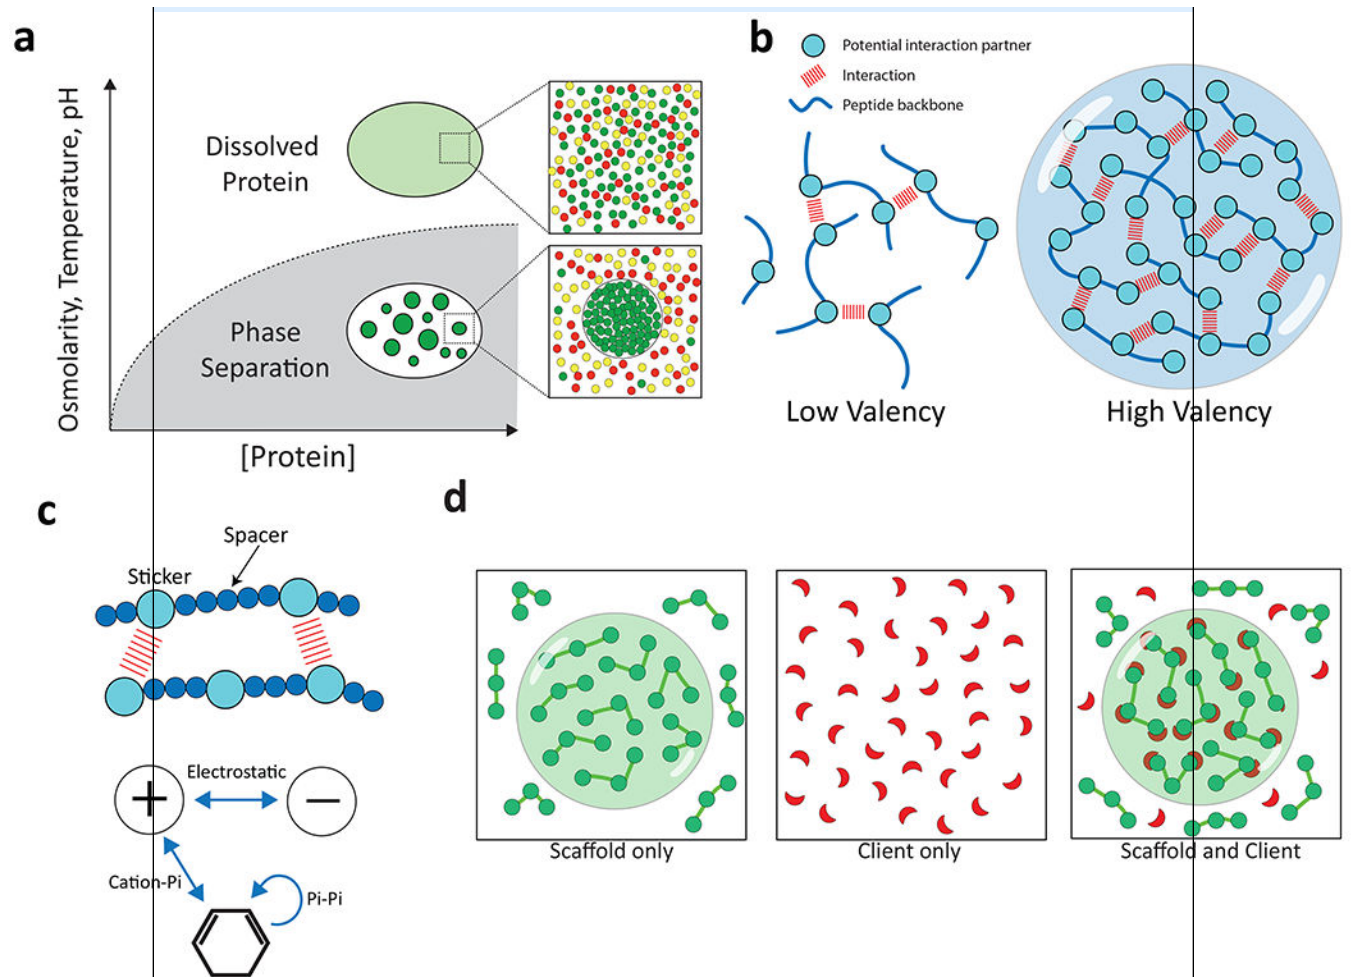 a
Osmolarity, Temperature, pH
Dissolved
Protein
Phase
Separation
[Protein]
b
Potential interaction partner
Interaction
Peptide backbone
Low Valency
High Valency
c
Spacer
Sticker
+
Electrostatic
−
Cation-Pi
Pi-Pi
d
Scaffold only
Client only
Scaffold and Client